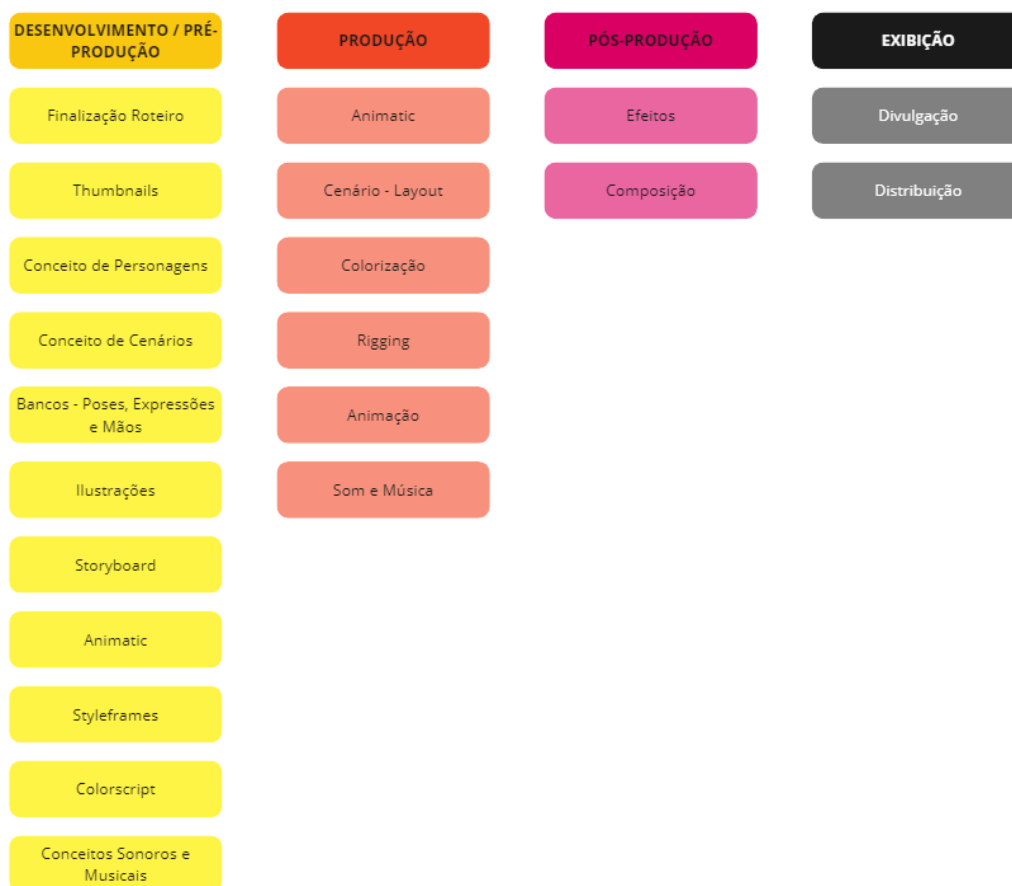 DESENVOLVIMENTO / PRÉ-
PRODUÇÃO
Finalização Roteiro
Thumbnails
Conceito de Personagens
Conceito de Cenários
Bancos - Poses, Expressões
e Mãos
Ilustrações
Storyboard
Animatic
Styleframes
Colorscript
Conceitos Sonoros e
Musicais
PRODUÇÃO
Animatic
Cenário - Layout
Colorização
Rigging
Animação
Som e Música
PÓS-PRODUÇÃO
Efeitos
Composição
EXIBIÇÃO
Divulgação
Distribuição